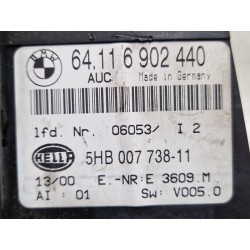 BMW
64.11 6 902 440
AUC Made in Germany
lfd. Nr. 06053/ I 2
HELLA
5HB 007 738-11
13/00 E.-NR:E 3609.M
AI : 01 SW: V005.0